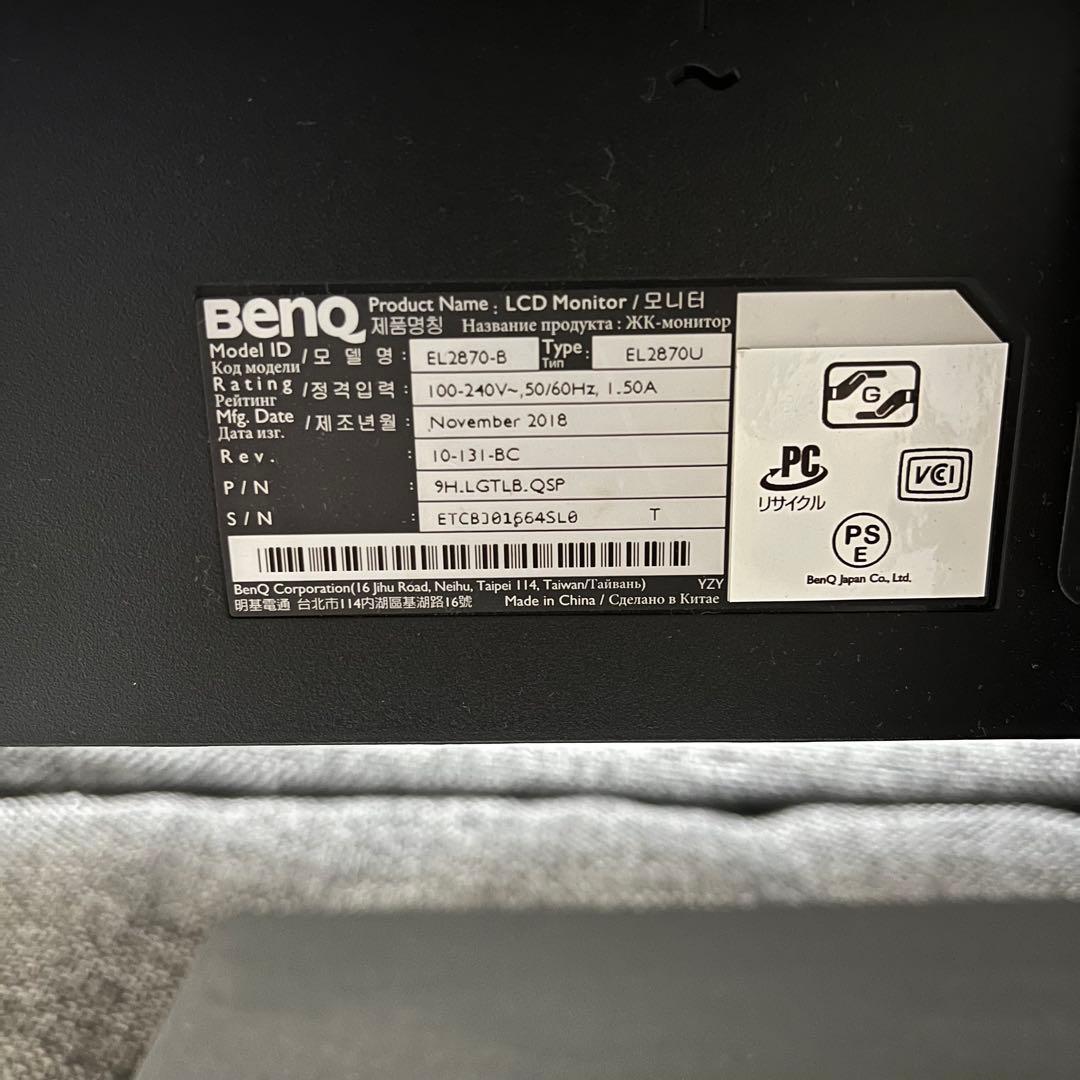 BenQ
Product Name : LCD Monitor / 모니터
제품명칭 Название продукта : ЖК-монитор
Model ID / 모 델 명 : EL2870-B Type : EL2870U
Код модели Тип
Rating / 정격입력 : 100-240V~,50/60Hz, 1.50A
Рейтинг
Mfg. Date / 제조년월 : November 2018
Дата изг.
Rev. : 10-131-BC
P/N : 9H.LGTLB.QSP
S/N : ETCBJ01664SL0 T
BenQ Corporation(16 Jihu Road, Neihu, Taipei 114, Taiwan/Тайвань) YZY
明基電通 台北市114內湖區基湖路16號 Made in China / Сделано в Китае
G
PC
リサイクル
VCCI
PS
E
BenQ Japan Co., Ltd.